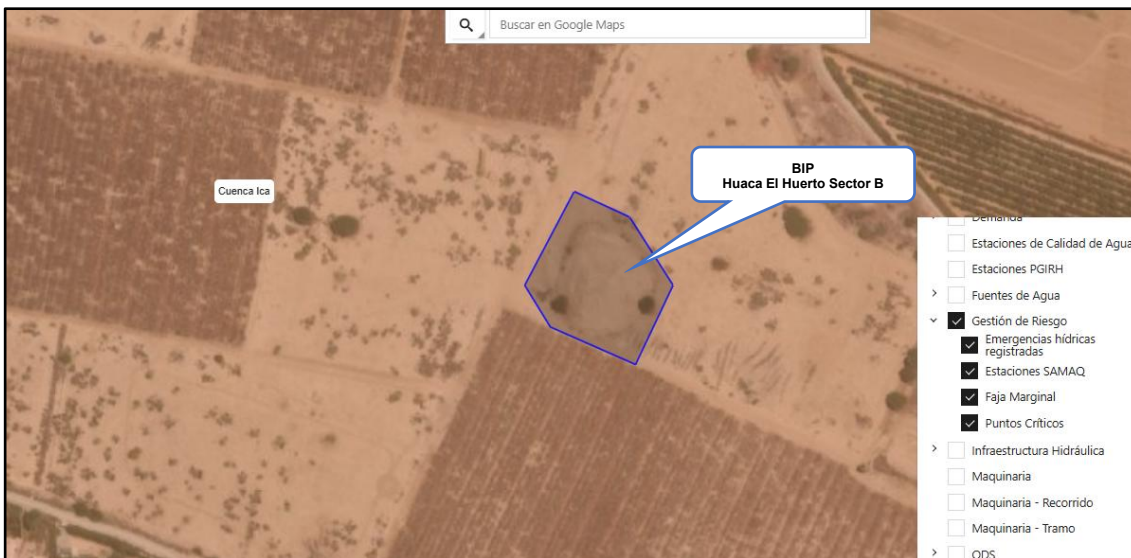 Buscar en Google Maps
BIP
Huaca El Huerto Sector B
Cuenca Ica
Demanda
Estaciones de Calidad de Agua
Estaciones PGIRH
Fuentes de Agua
Gestión de Riesgo
Emergencias hídricas
registradas
Estaciones SAMAQ
Faja Marginal
Puntos Críticos
Infraestructura Hidráulica
Maquinaria
Maquinaria - Recorrido
Maquinaria - Tramo
ODS